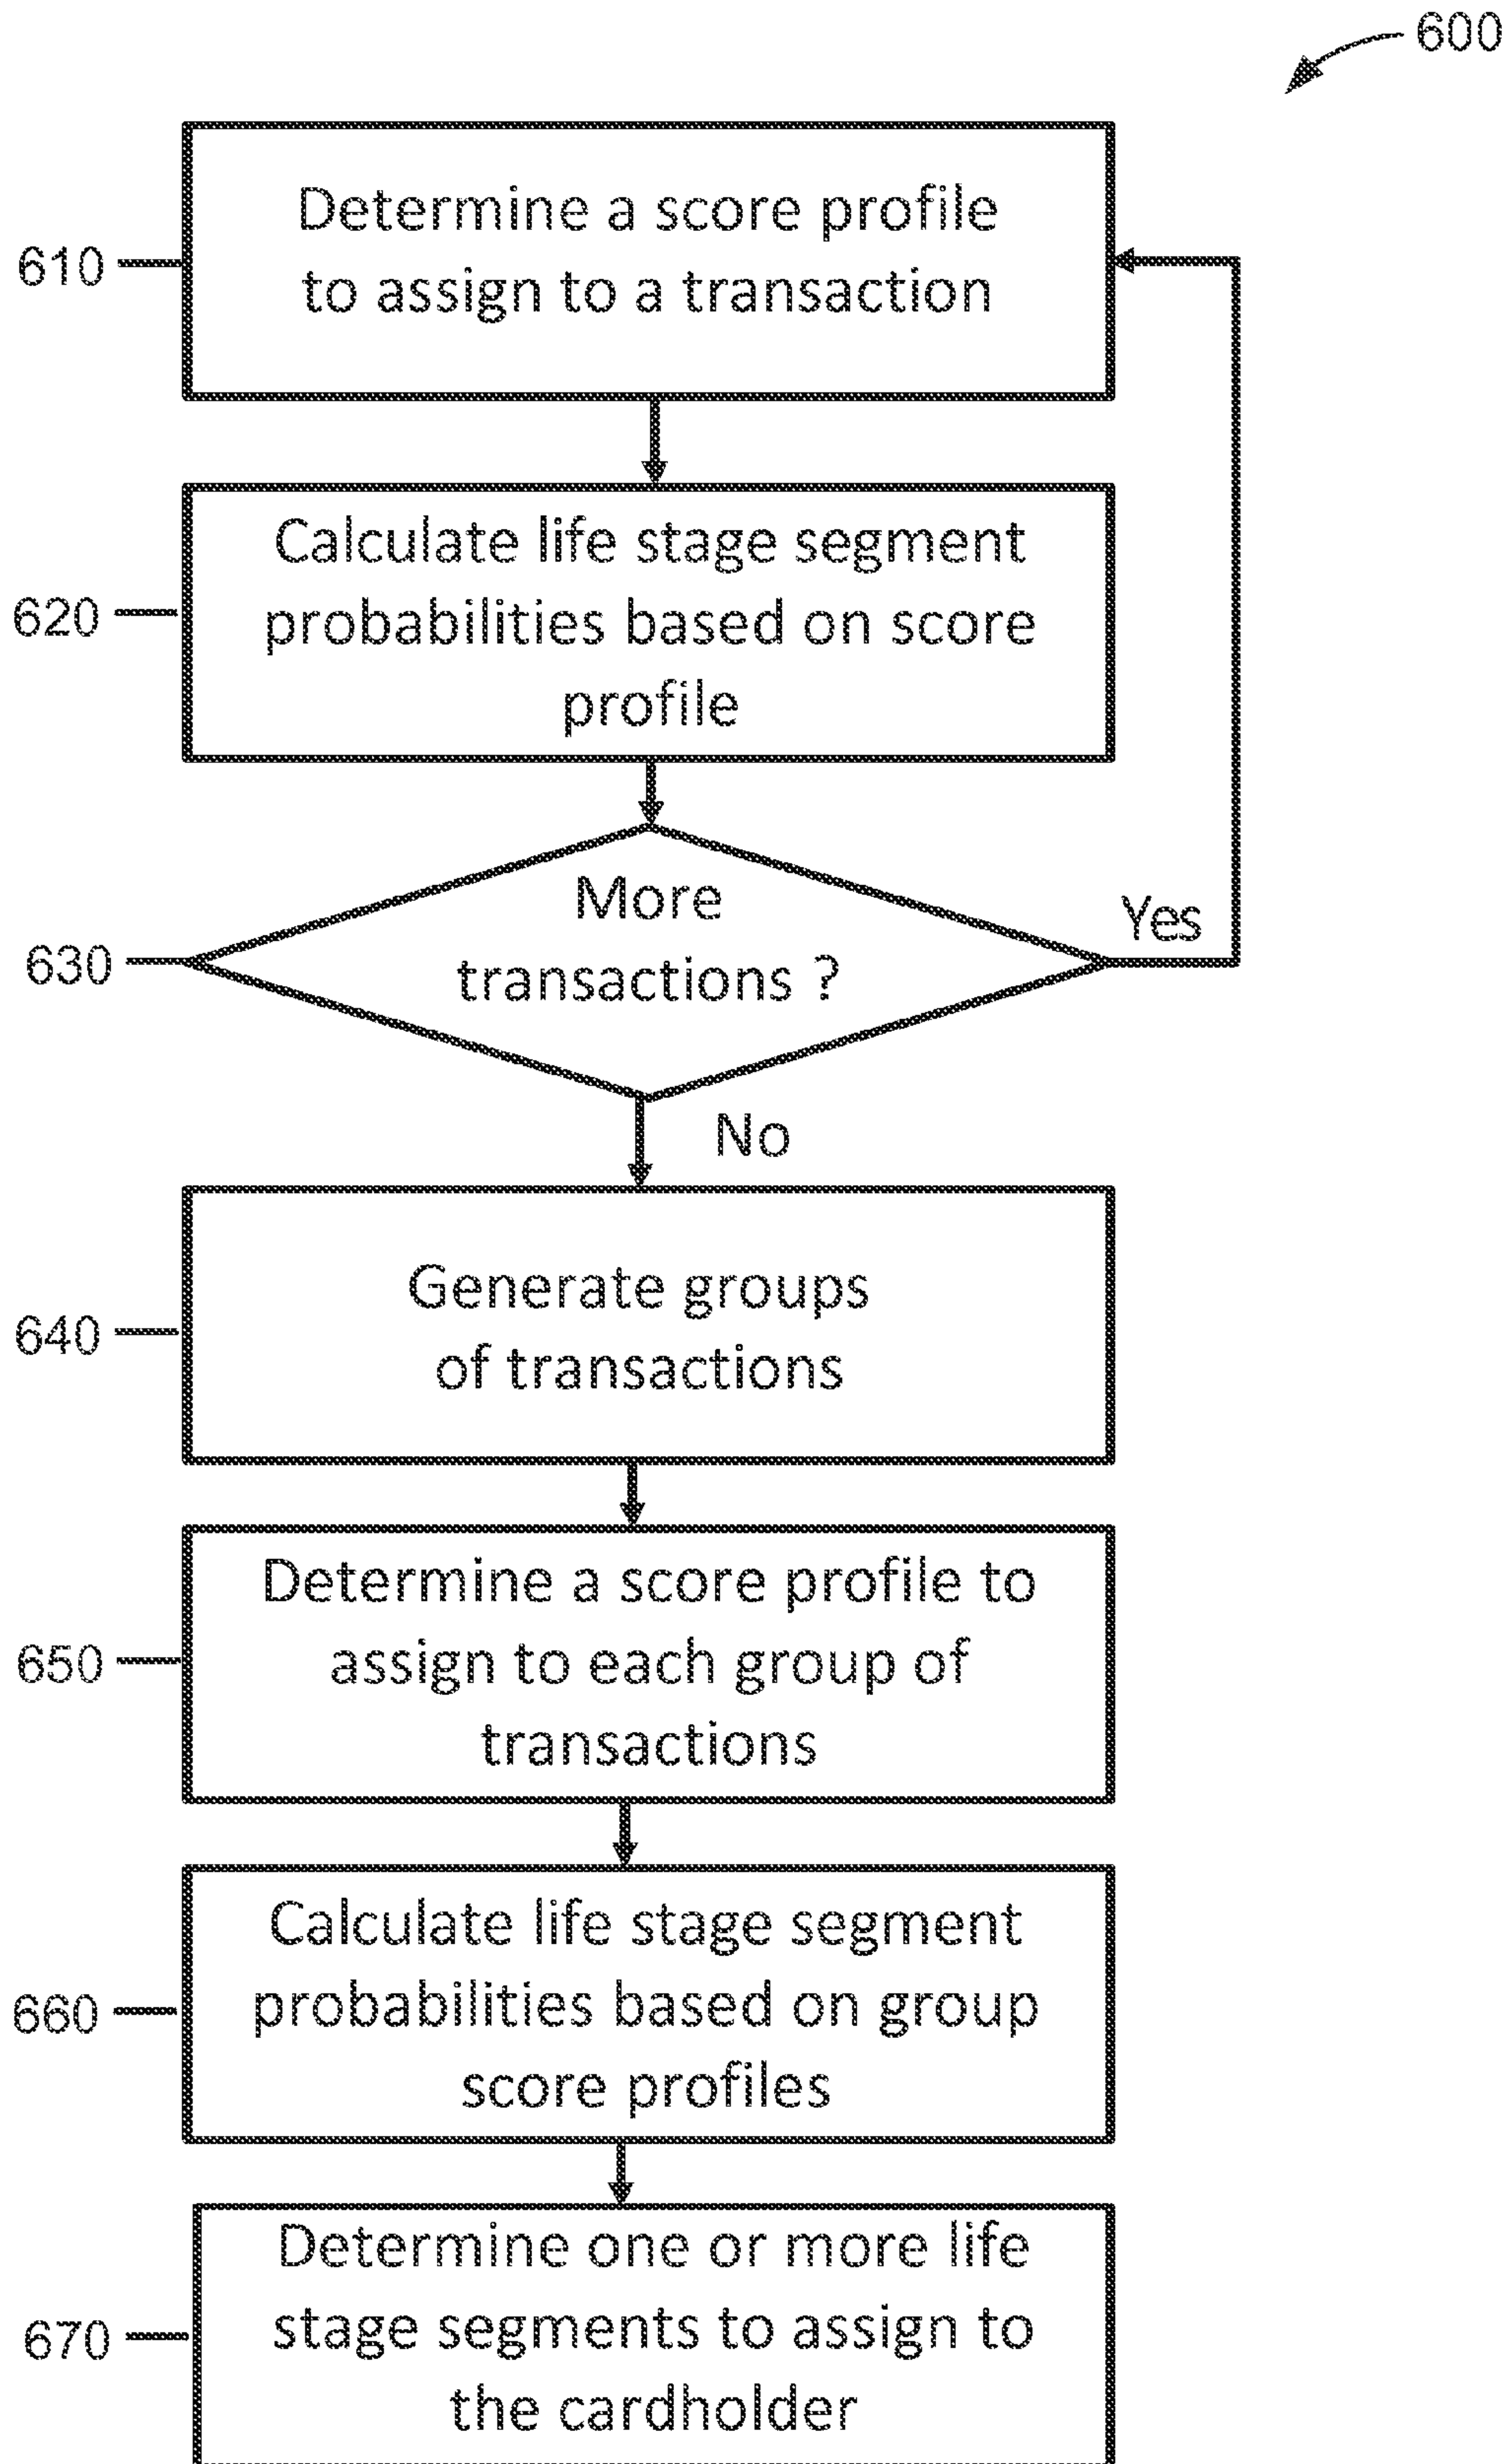 600
610
Determine a score profile
to assign to a transaction
620
Calculate life stage segment
probabilities based on score
profile
630
More
transactions ?
Yes
No
640
Generate groups
of transactions
650
Determine a score profile to
assign to each group of
transactions
660
Calculate life stage segment
probabilities based on group
score profiles
670
Determine one or more life
stage segments to assign to
the cardholder